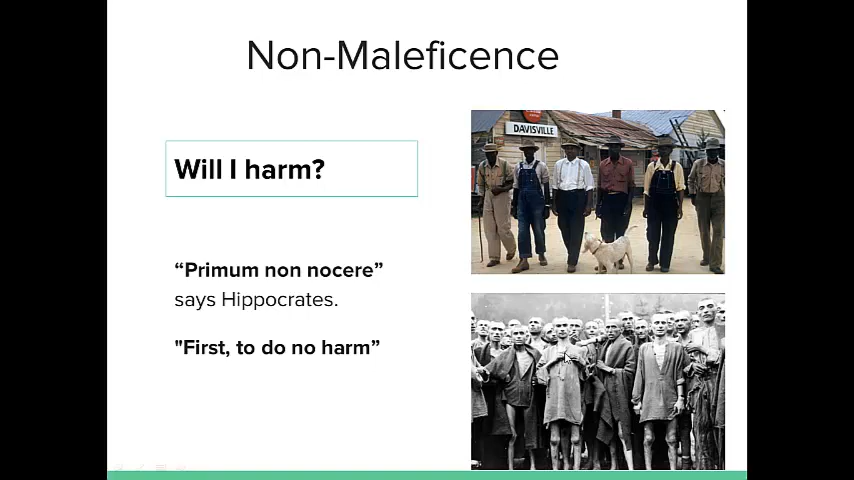 Non-Maleficence
DAVISVILLE
Will I harm?
“Primum non nocere”
says Hippocrates.
"First, to do no harm”